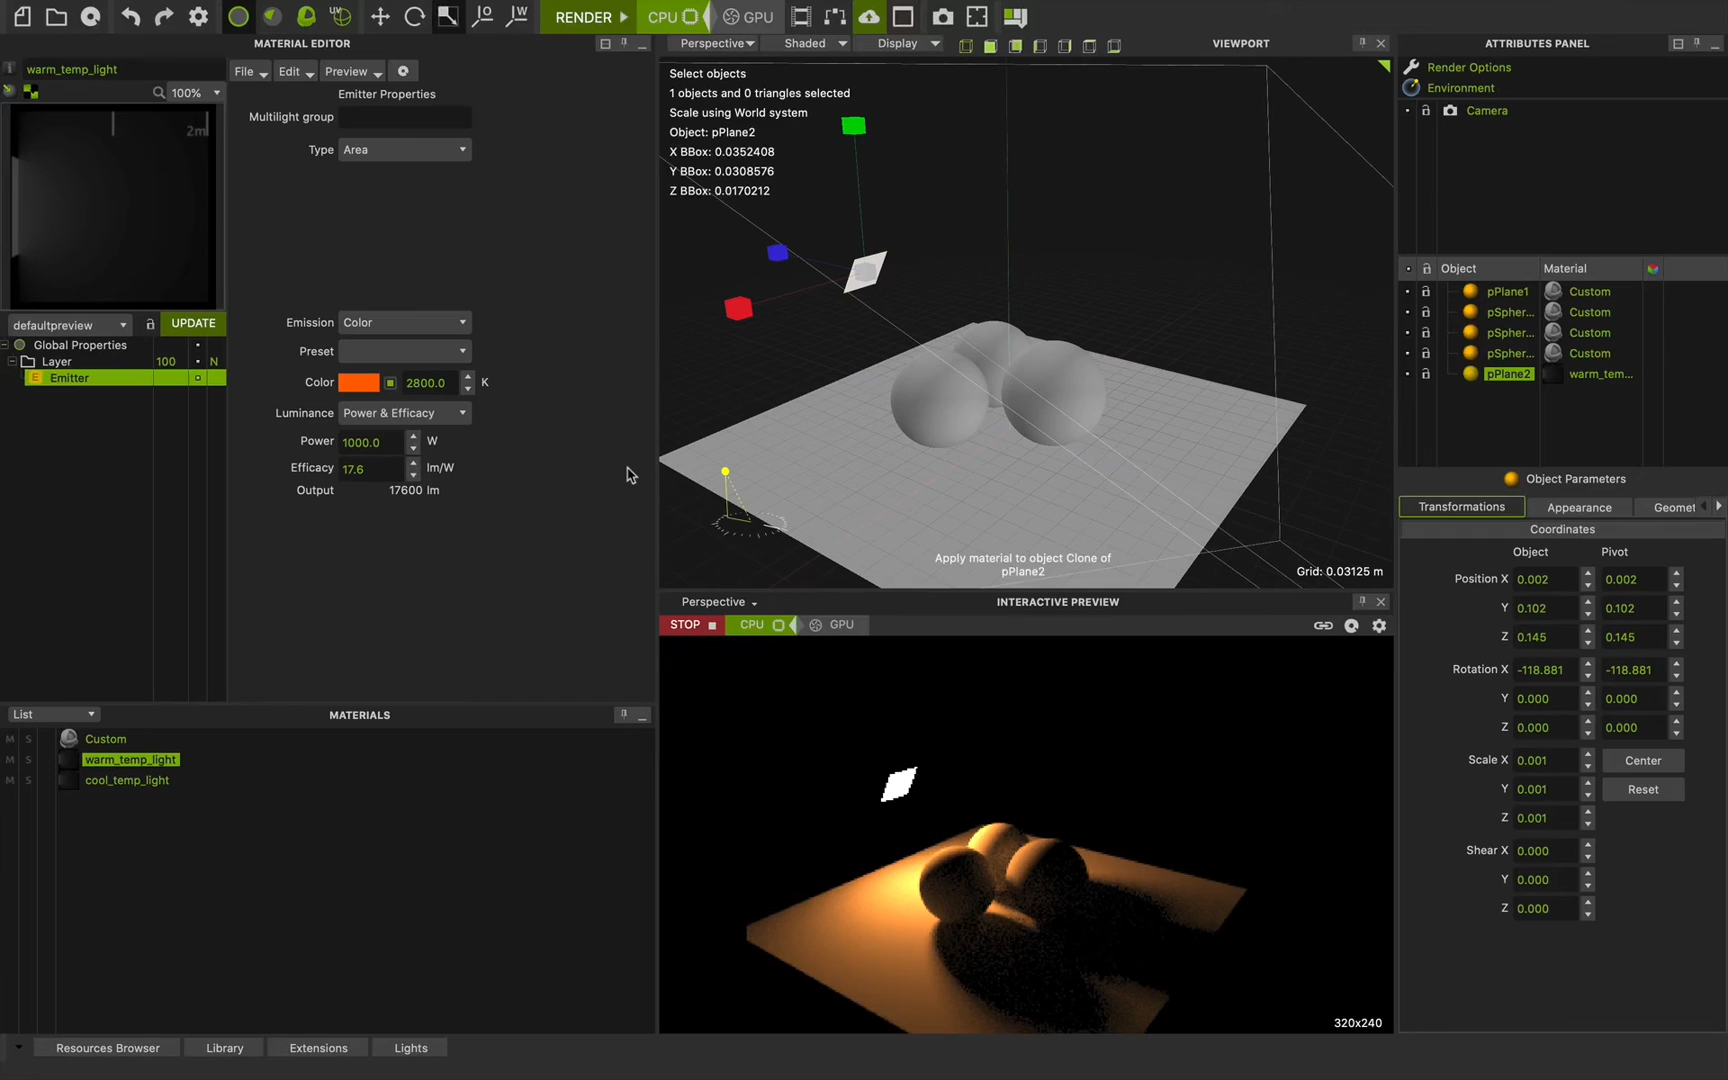 RENDER CPU GPU
MATERIAL EDITOR
warm_temp_light
File Edit Preview
100%
Emitter Properties
Multilight group
Type Area
2m
Emission Color
Preset
Color 2800.0 K
Luminance Power & Efficacy
Power 1000.0 W
Efficacy 17.6 lm/W
Output 17600 lm
defaultpreview UPDATE
Global Properties
Layer 100 N
E Emitter
List MATERIALS
M S Custom
M S warm_temp_light
M S cool_temp_light
Resources Browser Library Extensions Lights
Perspective Shaded Display VIEWPORT
Select objects
1 objects and 0 triangles selected
Scale using World system
Object: pPlane2
X BBox: 0.0352408
Y BBox: 0.0308576
Z BBox: 0.0170212
Apply material to object Clone of
pPlane2
Grid: 0.03125 m
Perspective INTERACTIVE PREVIEW
STOP CPU GPU
320x240
ATTRIBUTES PANEL
Render Options
Environment
Camera
Object Material
pPlane1 Custom
pSpher... Custom
pSpher... Custom
pSpher... Custom
pPlane2 warm_tem...
Object Parameters
Transformations Appearance Geomet
Coordinates
Object Pivot
Position X 0.002 0.002
Y 0.102 0.102
Z 0.145 0.145
Rotation X -118.881 -118.881
Y 0.000 0.000
Z 0.000 0.000
Scale X 0.001 Center
Y 0.001 Reset
Z 0.001
Shear X 0.000
Y 0.000
Z 0.000